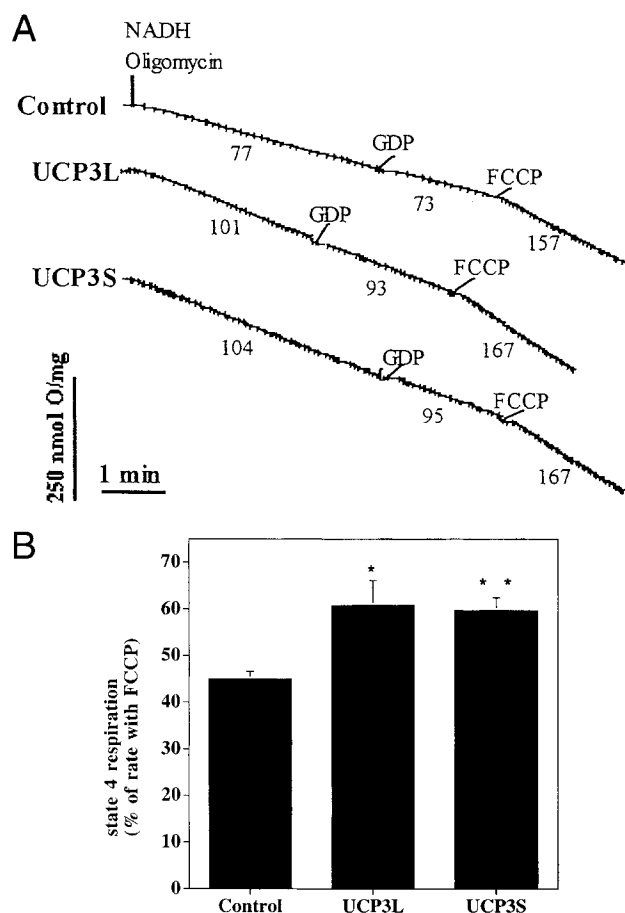 A
NADH
Oligomycin
Control
77
GDP
73
FCCP
157
UCP3L
101
GDP
93
FCCP
167
UCP3S
104
GDP
95
FCCP
167
250 nmol O/mg
1 min
B
state 4 respiration
(% of rate with FCCP)
70
60
50
40
30
20
10
0
*
* *
Control
UCP3L
UCP3S